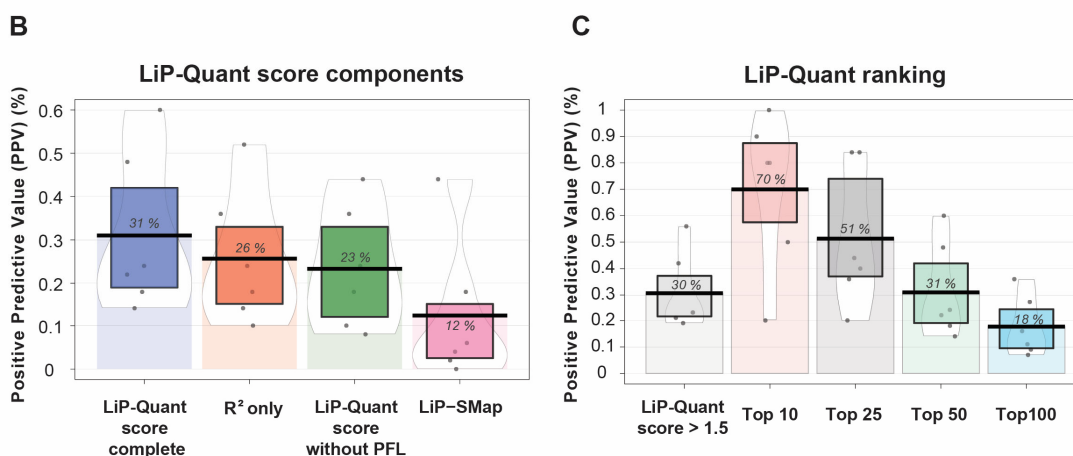 B
LiP-Quant score components
Positive Predictive Value (PPV) (%)
0.6
0.5
0.4
0.3
0.2
0.1
0
31 %
26 %
23 %
12 %
LiP-Quant
score
complete
R² only
LiP-Quant
score
without PFL
LiP−SMap
C
LiP-Quant ranking
Positive Predictive Value (PPV) (%)
1
0.9
0.8
0.7
0.6
0.5
0.4
0.3
0.2
0.1
0
30 %
70 %
51 %
31 %
18 %
LiP-Quant
score > 1.5
Top 10
Top 25
Top 50
Top100